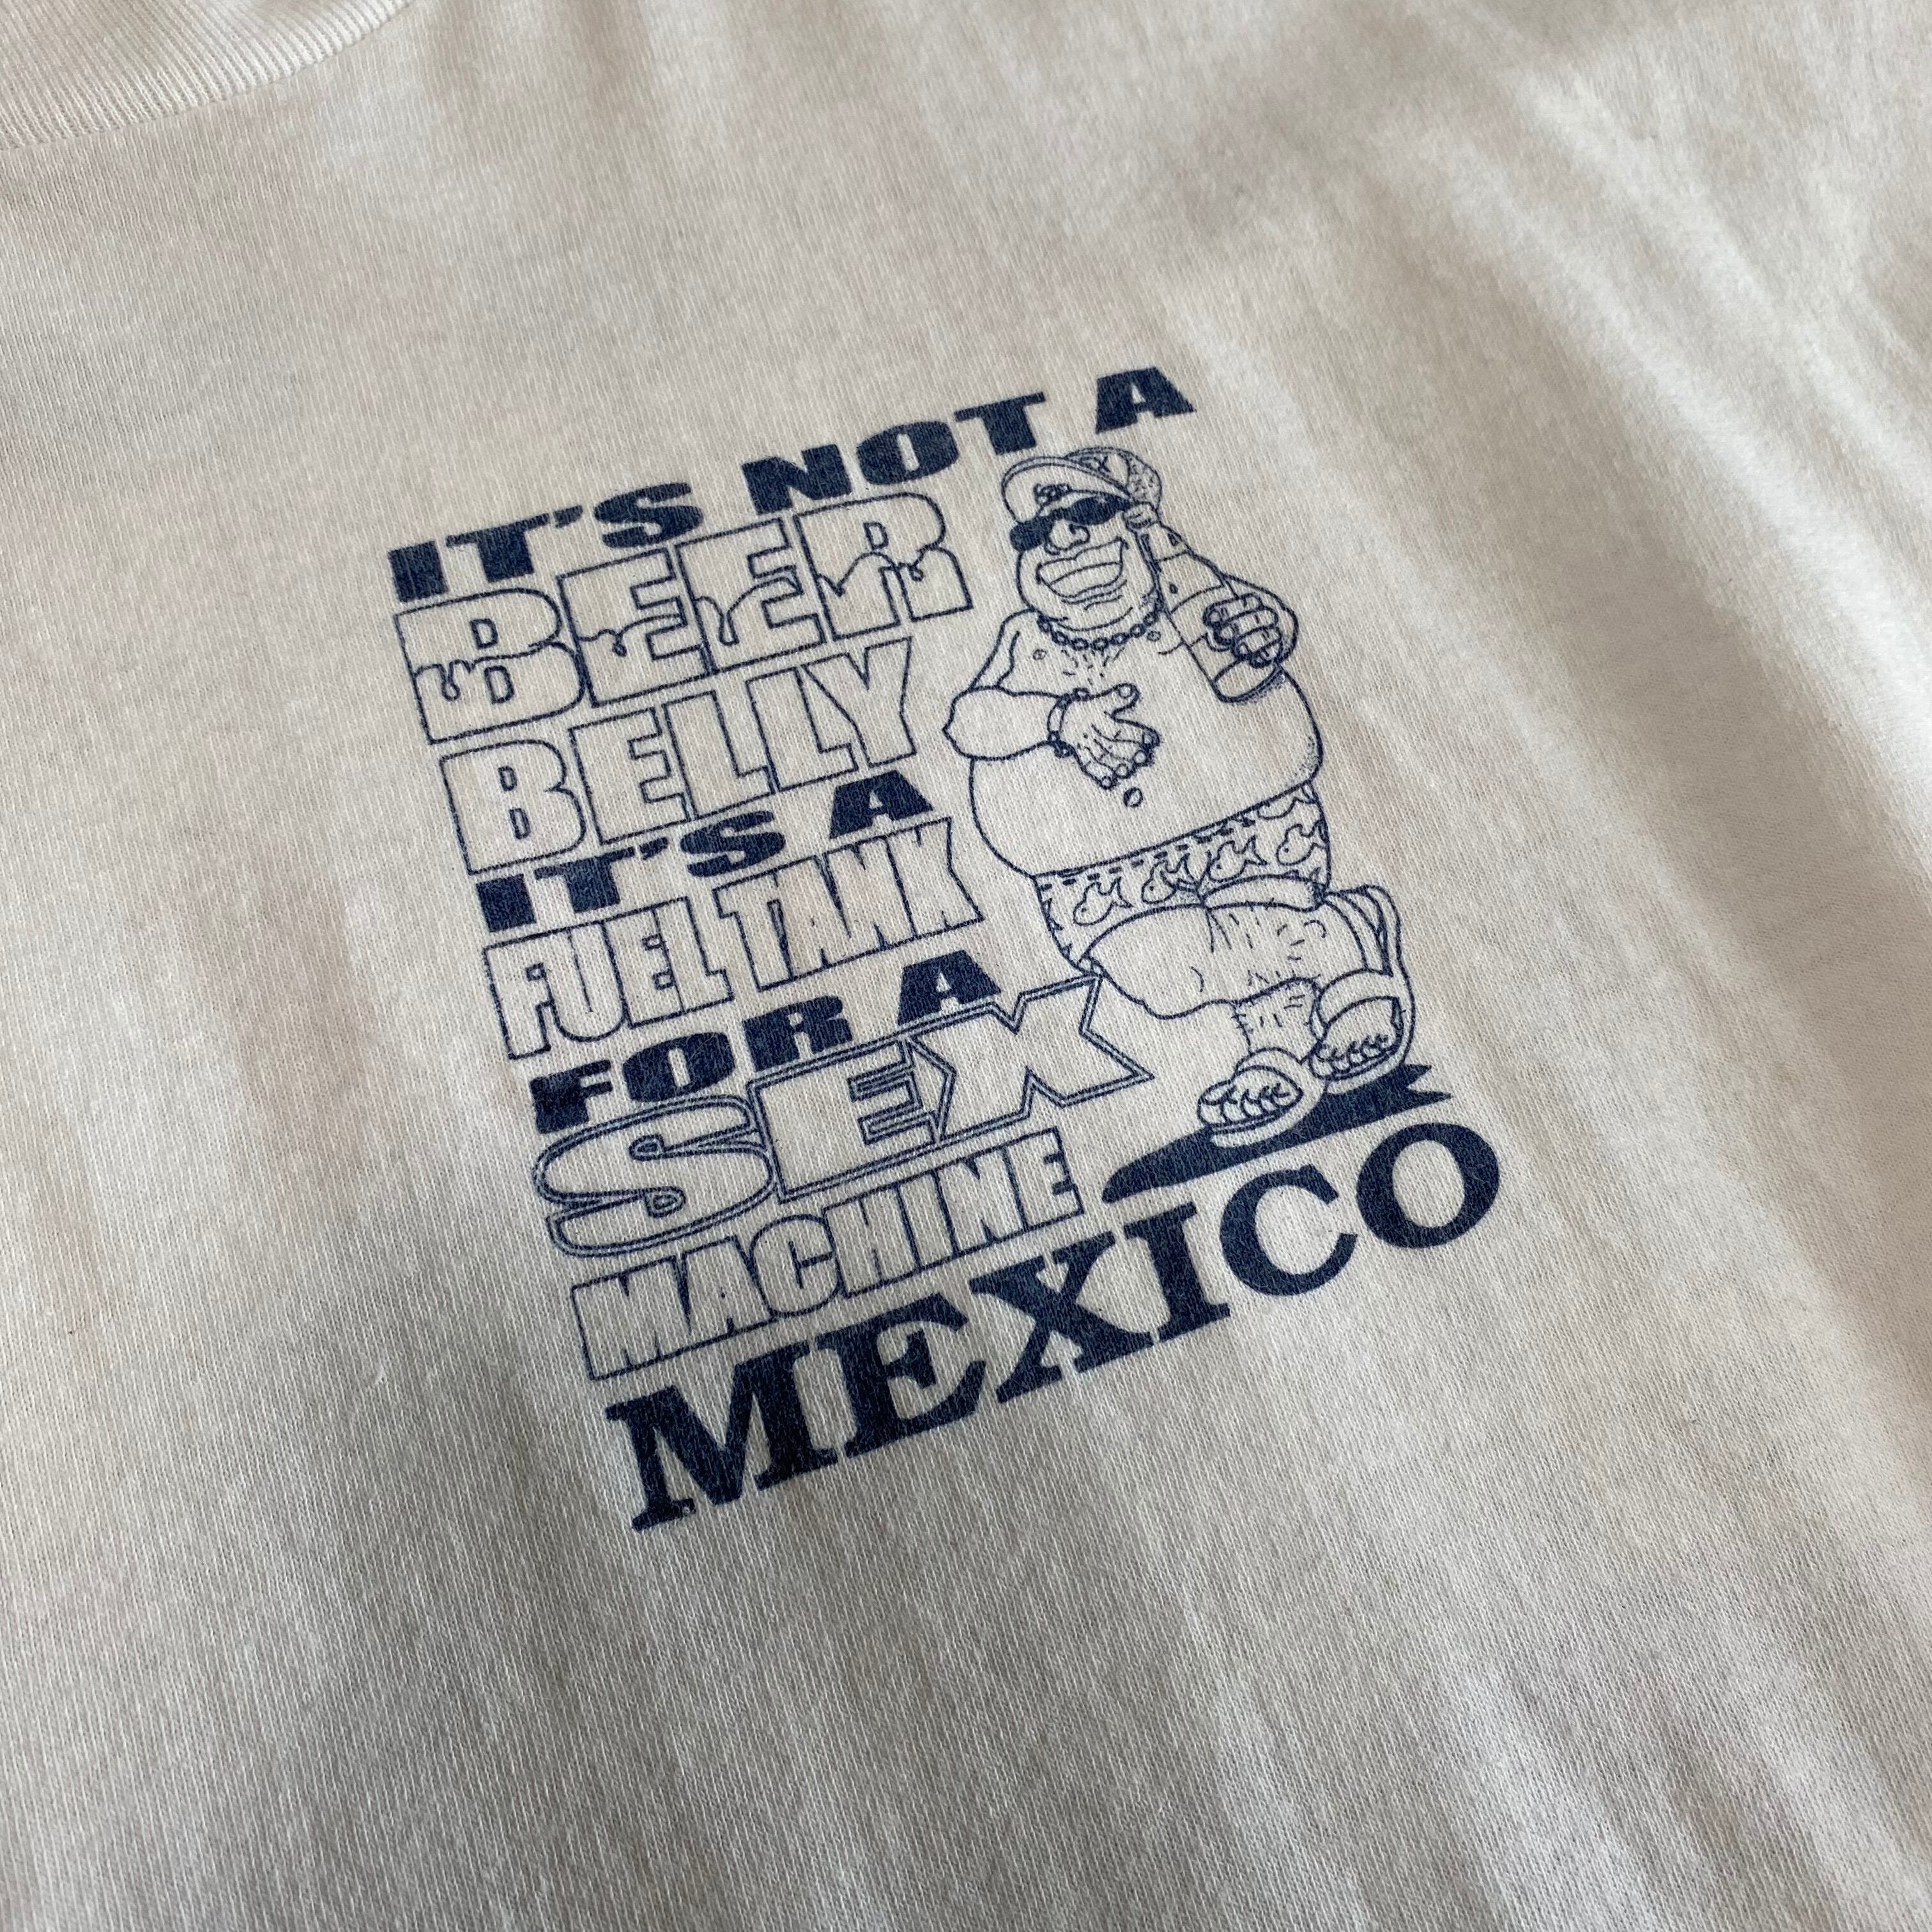 IT'S NOT A
BEER
BELLY
IT'S A
FUEL TANK
FOR A
SEX
MACHINE
MEXICO